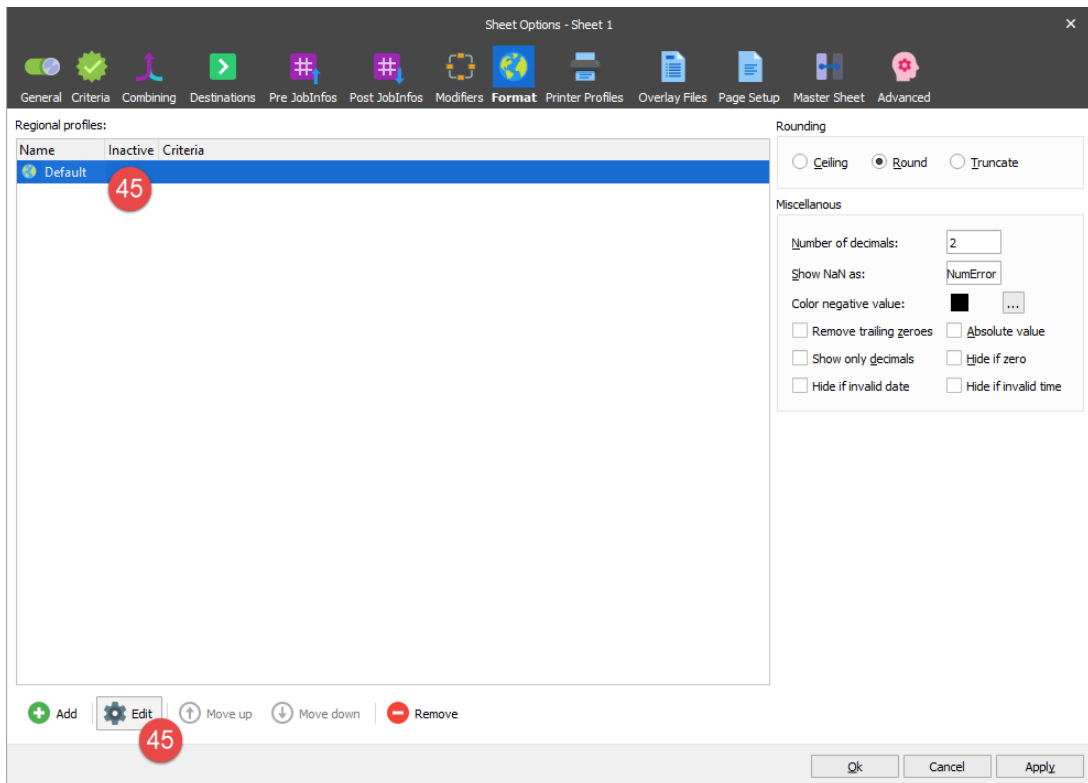 Sheet Options - Sheet 1
General Criteria Combining Destinations Pre JobInfos Post JobInfos Modifiers Format Printer Profiles Overlay Files Page Setup Master Sheet Advanced
Regional profiles:
Name Inactive Criteria
Default
45
Rounding
Ceiling Round Truncate
Miscellanous
Number of decimals: 2
Show NaN as: NumError
Color negative value: ...
Remove trailing zeroes Absolute value
Show only decimals Hide if zero
Hide if invalid date Hide if invalid time
Add Edit Move up Move down Remove
45
Ok Cancel Apply